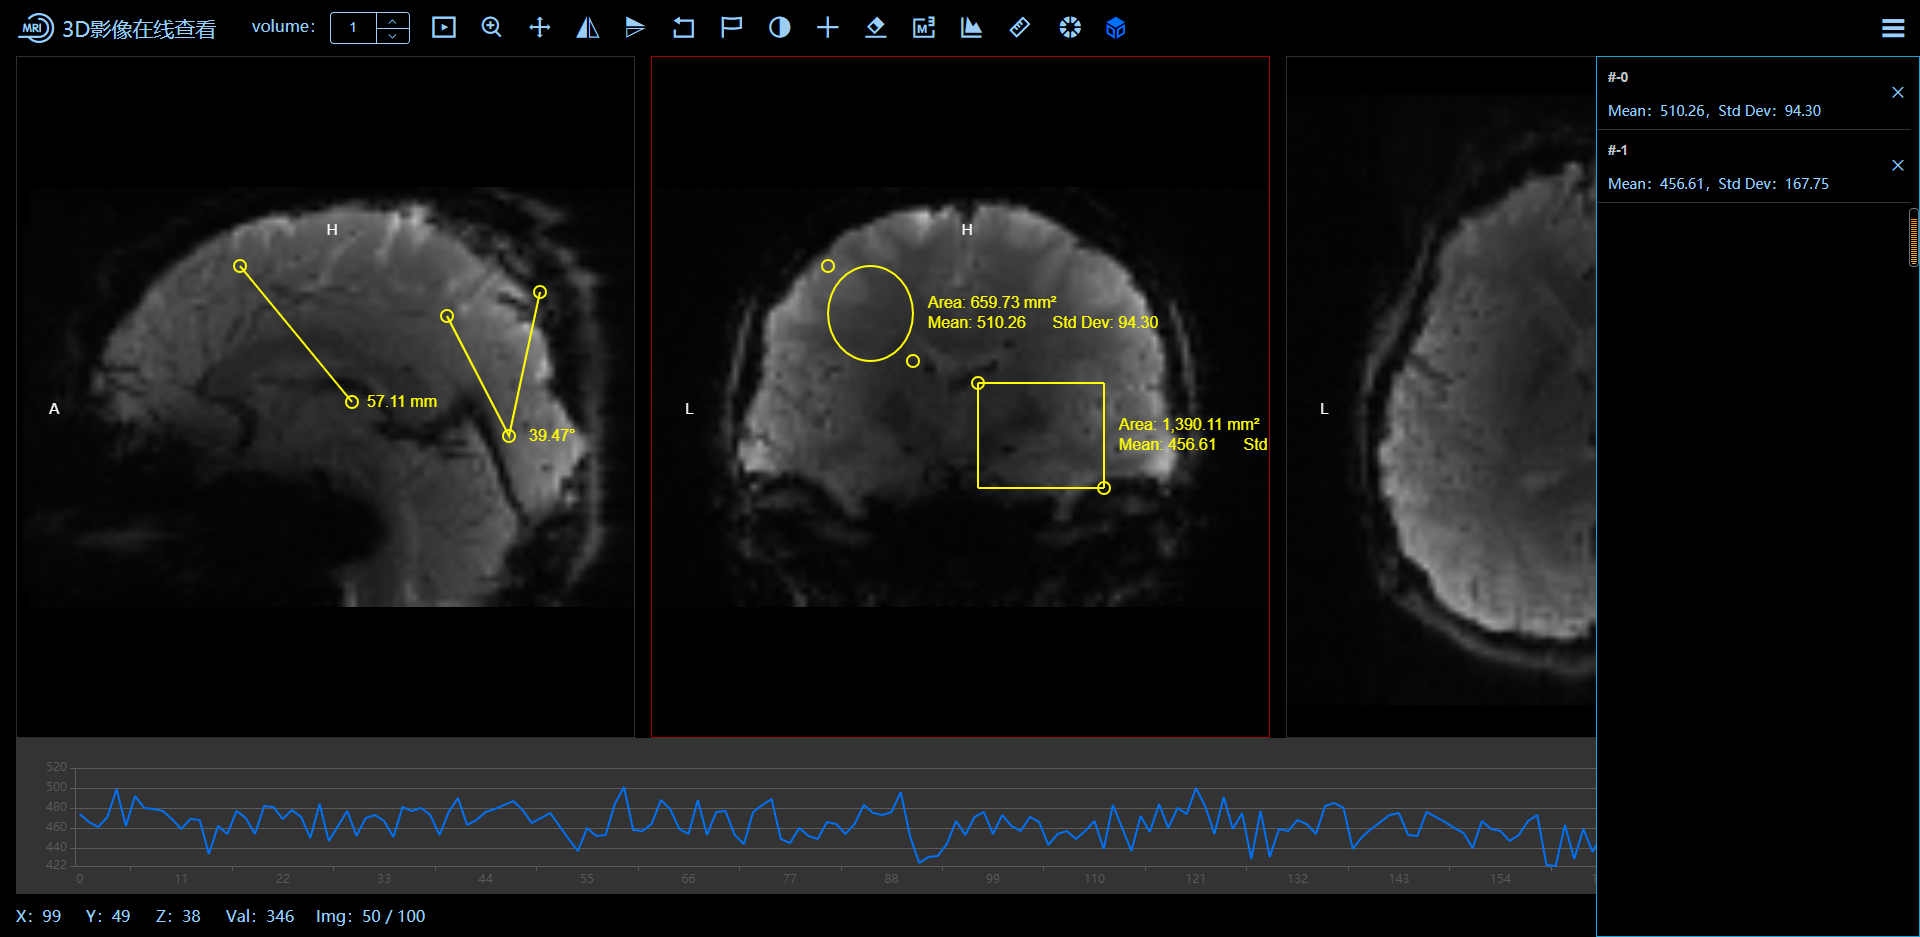 MRI 3D影像在线查看 volume: 1
M3
#-0
Mean: 510.26, Std Dev: 94.30
#-1
Mean: 456.61, Std Dev: 167.75
H
A
57.11 mm
39.47°
H
L
Area: 659.73 mm²
Mean: 510.26 Std Dev: 94.30
Area: 1,390.11 mm²
Mean: 456.61 Std
L
520
500
480
460
440
422
0 11 22 33 44 55 66 77 88 99 110 121 132 143 154
X: 99 Y: 49 Z: 38 Val: 346 Img: 50 / 100